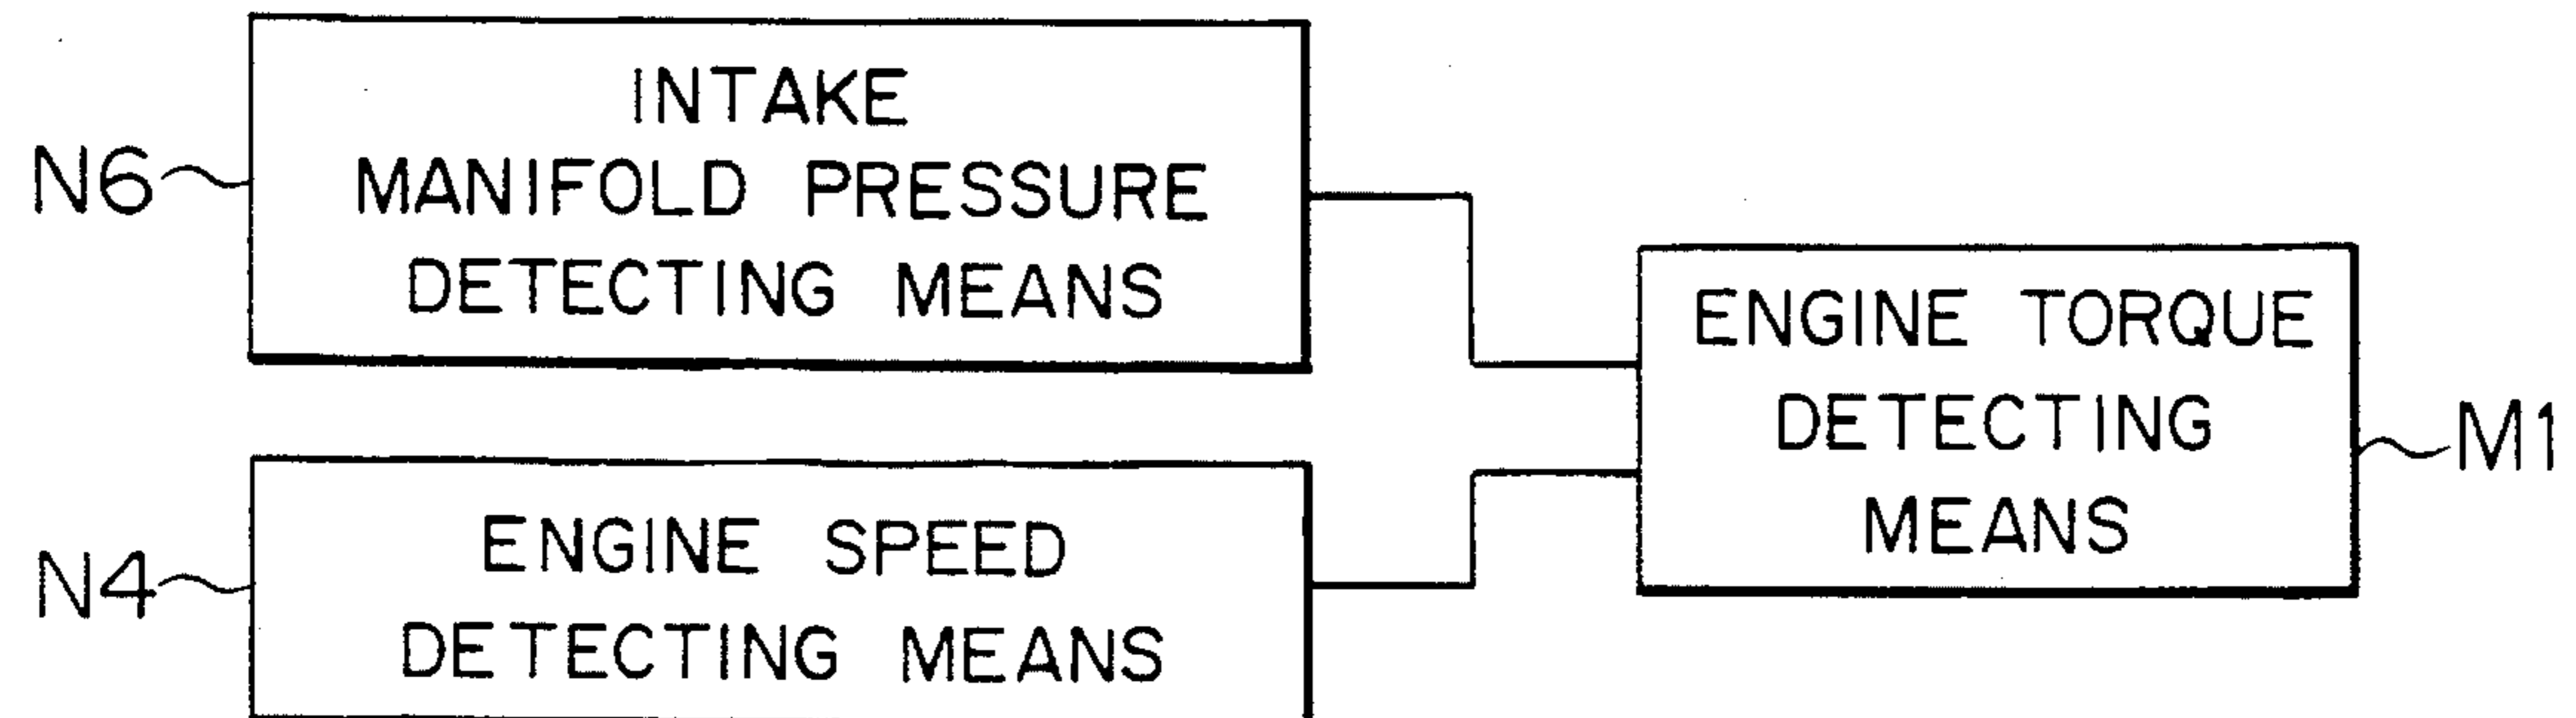 N6
INTAKE
MANIFOLD PRESSURE
DETECTING MEANS
N4
ENGINE SPEED
DETECTING MEANS
ENGINE TORQUE
DETECTING
MEANS
M1